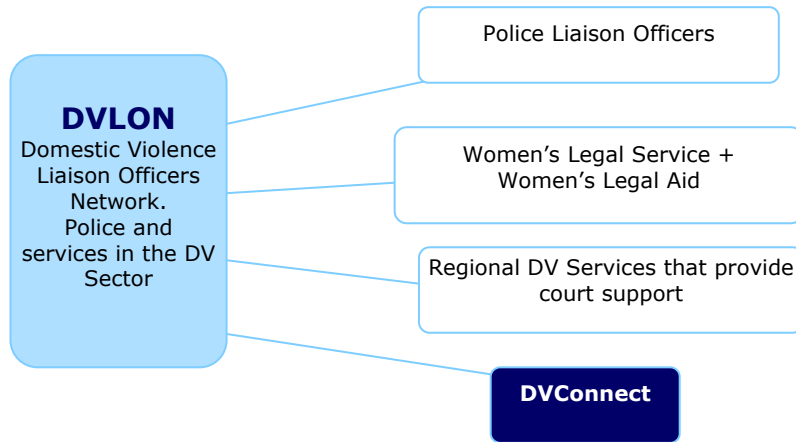 DVLON
Domestic Violence
Liaison Officers
Network.
Police and
services in the DV
Sector
Police Liaison Officers
Women’s Legal Service +
Women’s Legal Aid
Regional DV Services that provide
court support
DVConnect